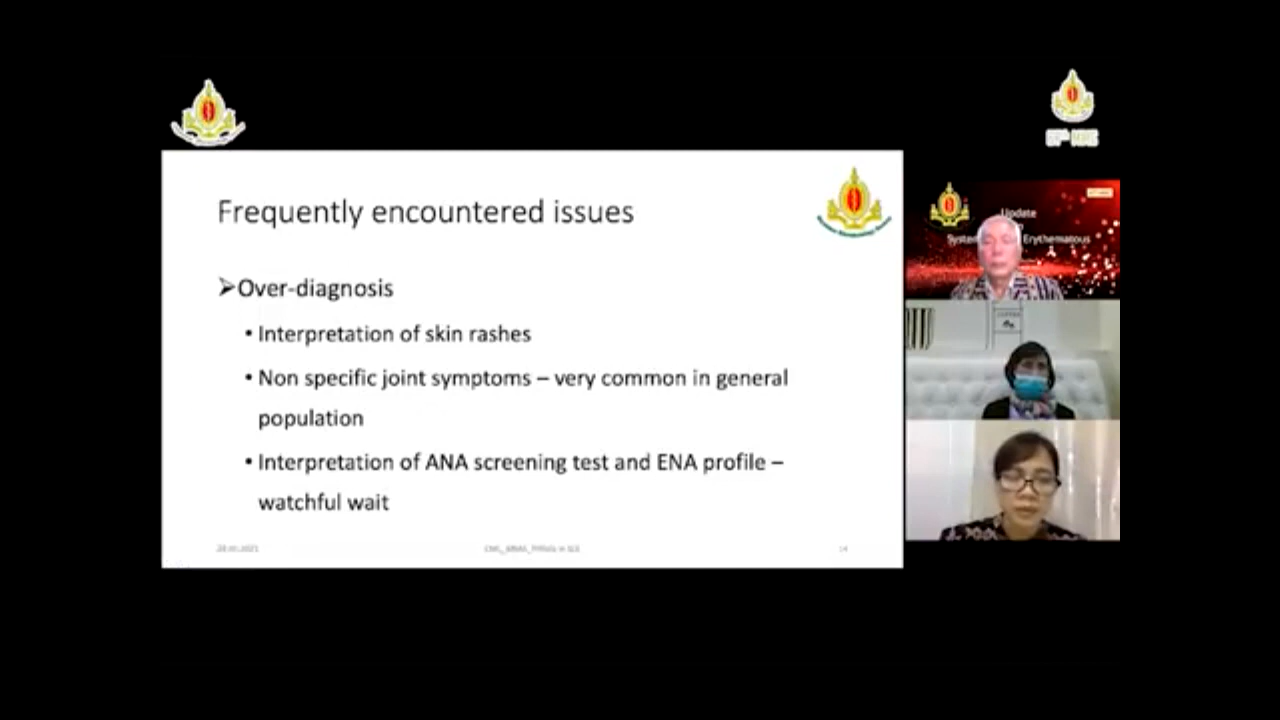 Frequently encountered issues
➢Over-diagnosis
• Interpretation of skin rashes
• Non specific joint symptoms – very common in general
population
• Interpretation of ANA screening test and ENA profile –
watchful wait
14
Update
Erythematous